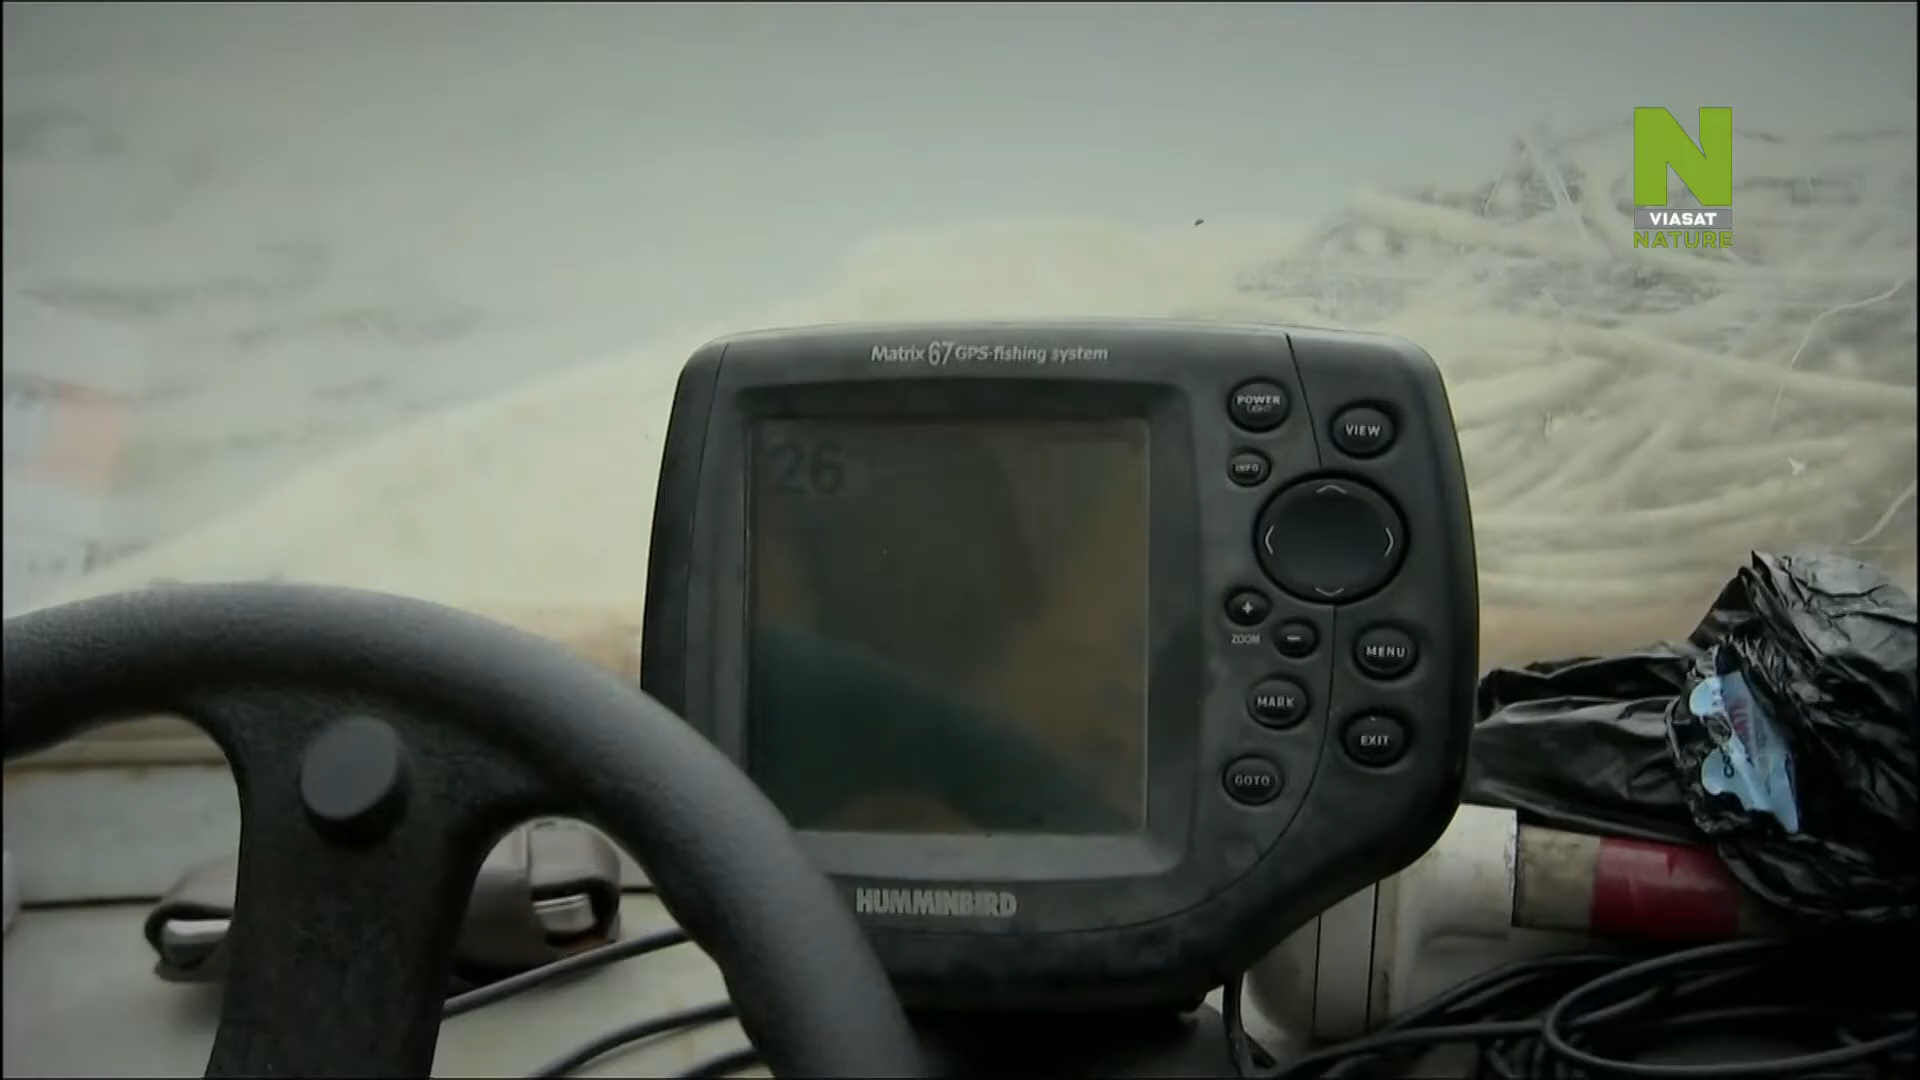 N
VIASAT
NATURE
Matrix 67 GPS-fishing system
POWER
LIGHT
VIEW
INFO
26
+
ZOOM
-
MENU
MARK
EXIT
GOTO
HUMMINBIRD